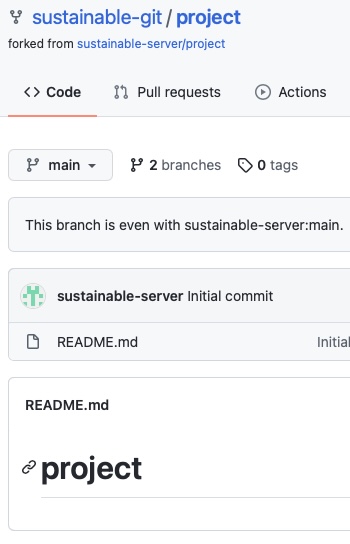 sustainable-git / project
forked from sustainable-server/project
Code Pull requests Actions
main 2 branches 0 tags
This branch is even with sustainable-server:main.
sustainable-server Initial commit
README.md Initial
README.md
project